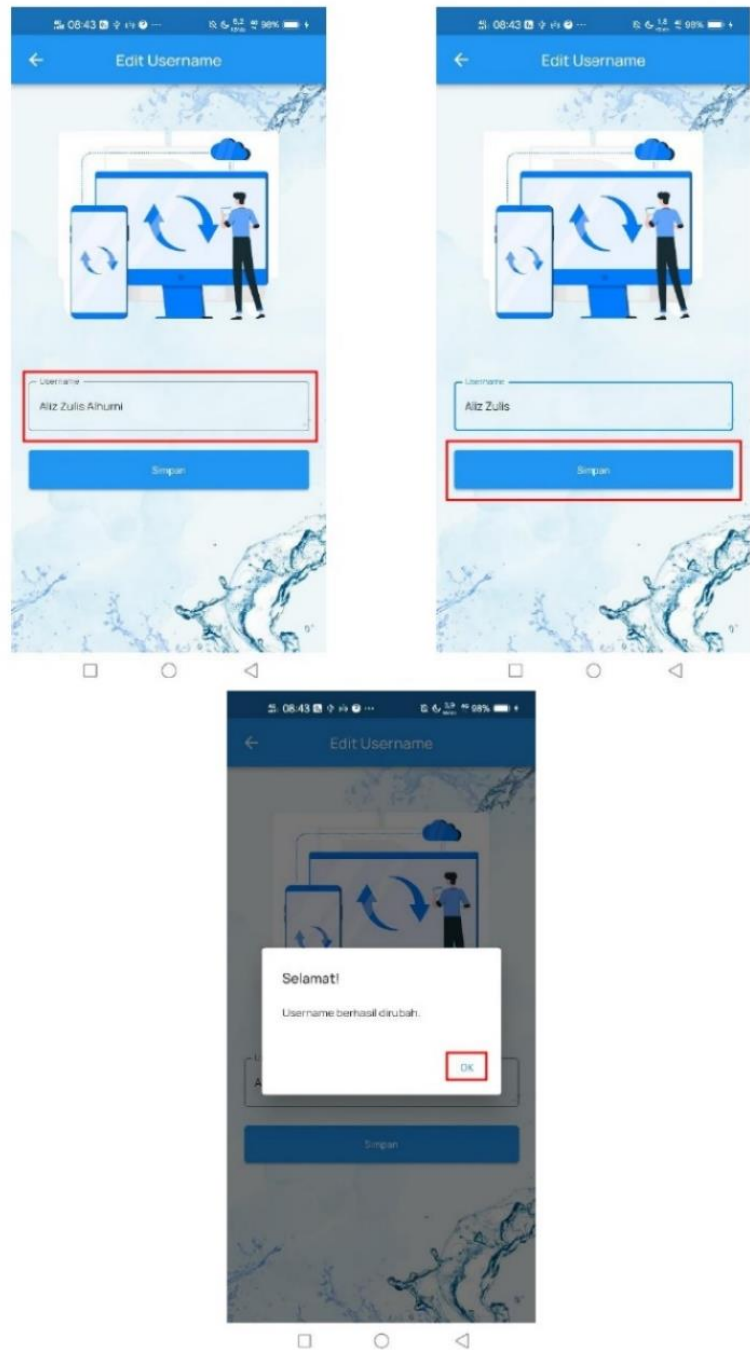 08:43 98%
Edit Username
Username
Aliz Zulis Alhurni
Simpan
08:43 98%
Edit Username
Username
Aliz Zulis
Simpan
08:43 98%
Edit Username
Selamat!
Username berhasil dirubah.
OK
U
A
Simpan